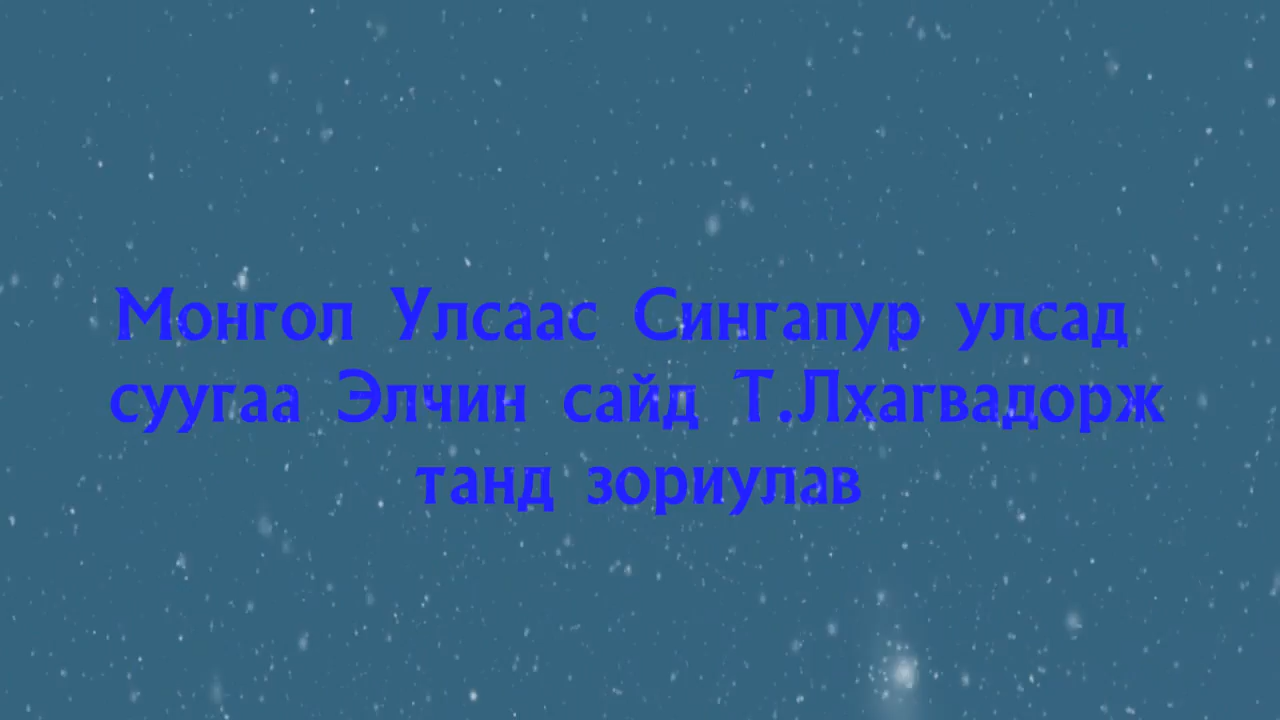 Монгол Улсаас Сингапур улсад
суугаа Элчин сайд Т.Лхагвадорж
танд зориулав